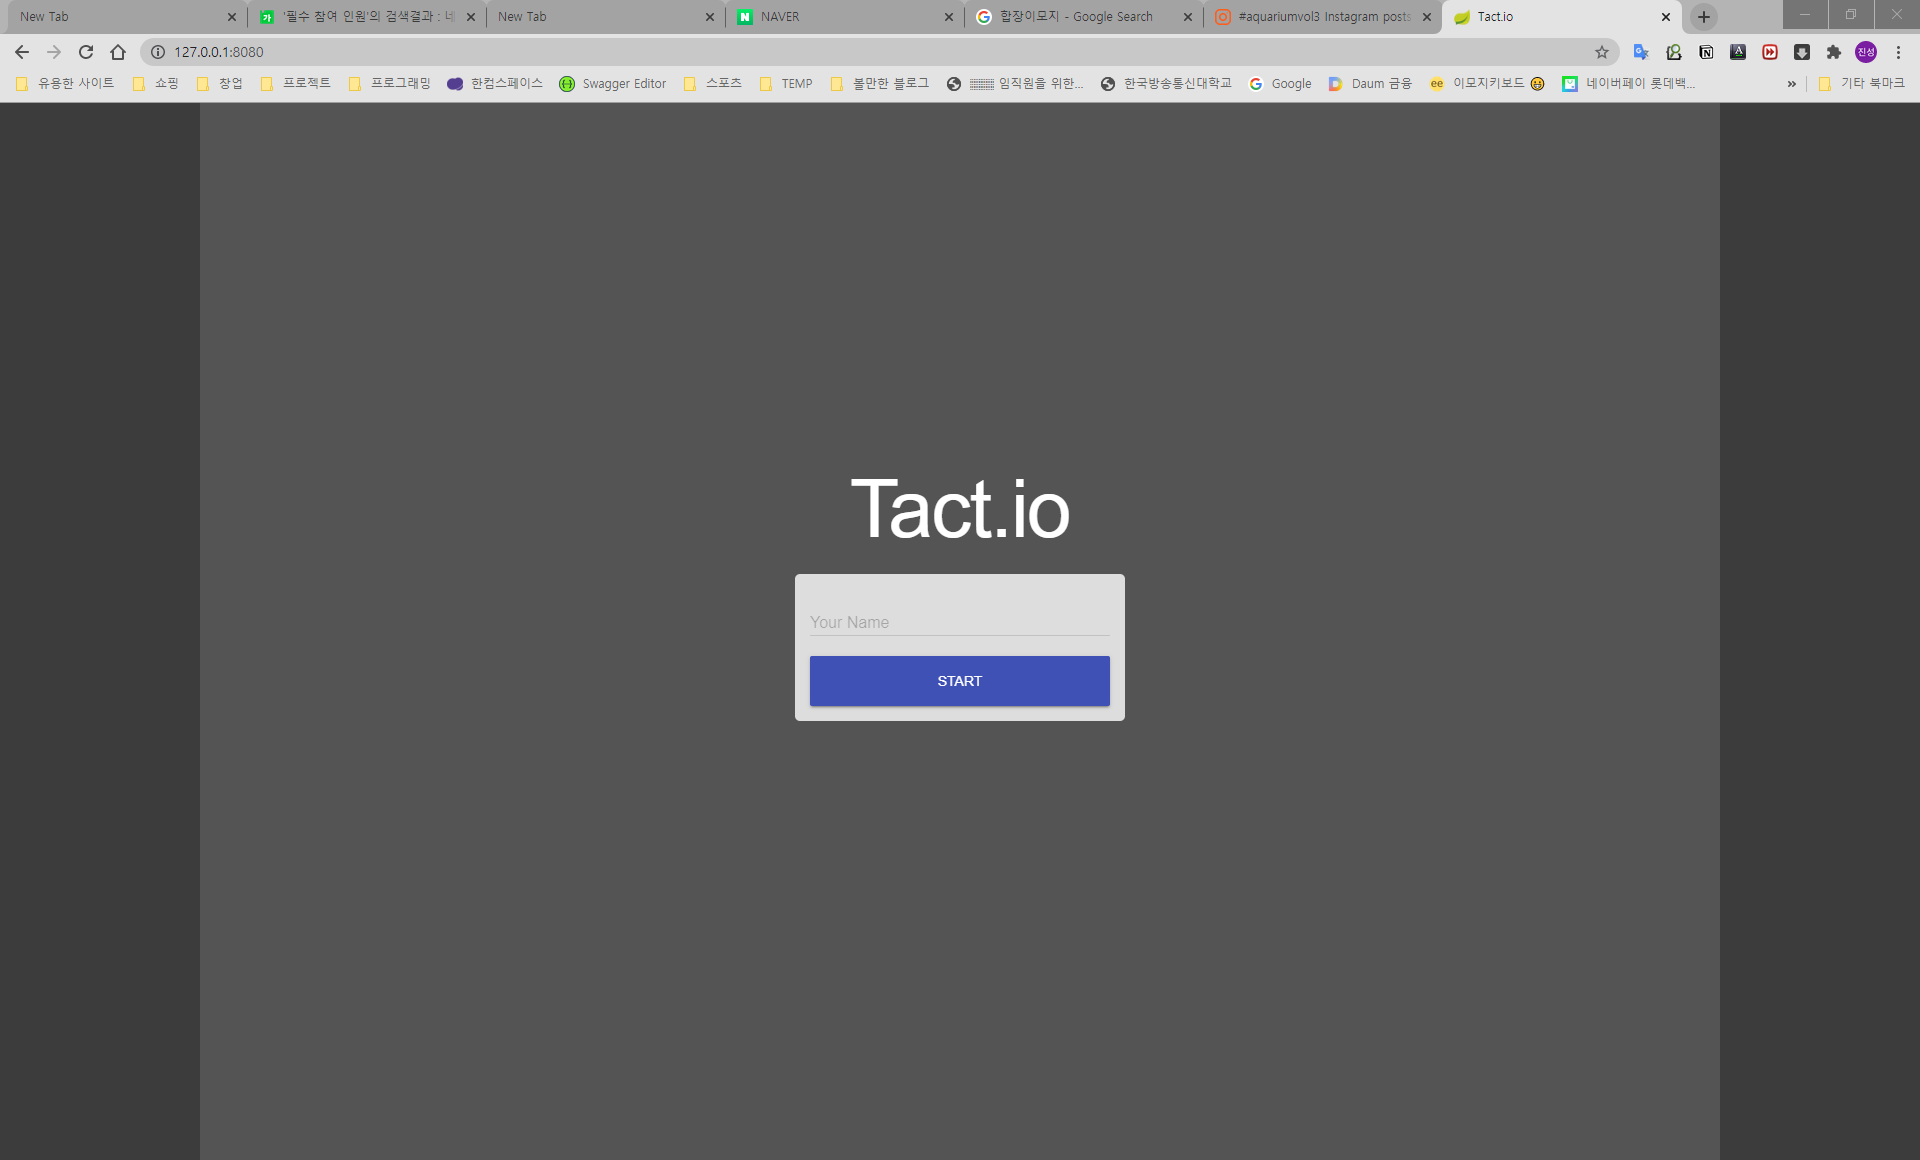 New Tab
'필수 참여 인원'의 검색결과 : 네
New Tab
NAVER
합장이모지 - Google Search
#aquariumvol3 Instagram posts
Tact.io
127.0.0.1:8080
진성
유용한 사이트
쇼핑
창업
프로젝트
프로그래밍
한컴스페이스
Swagger Editor
스포츠
TEMP
볼만한 블로그
임직원을 위한...
한국방송통신대학교
Google
Daum 금융
이모지키보드 😆
네이버페이 롯데백...
»
기타 북마크
Tact.io
Your Name
START